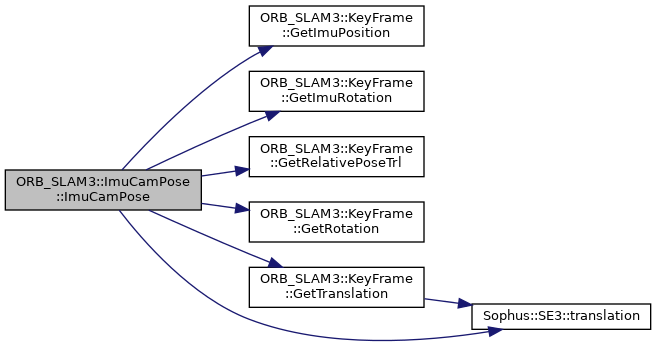 ORB_SLAM3::KeyFrame
::GetImuPosition
ORB_SLAM3::KeyFrame
::GetImuRotation
ORB_SLAM3::KeyFrame
::GetRelativePoseTrl
ORB_SLAM3::ImuCamPose
::ImuCamPose
ORB_SLAM3::KeyFrame
::GetRotation
ORB_SLAM3::KeyFrame
::GetTranslation
Sophus::SE3::translation